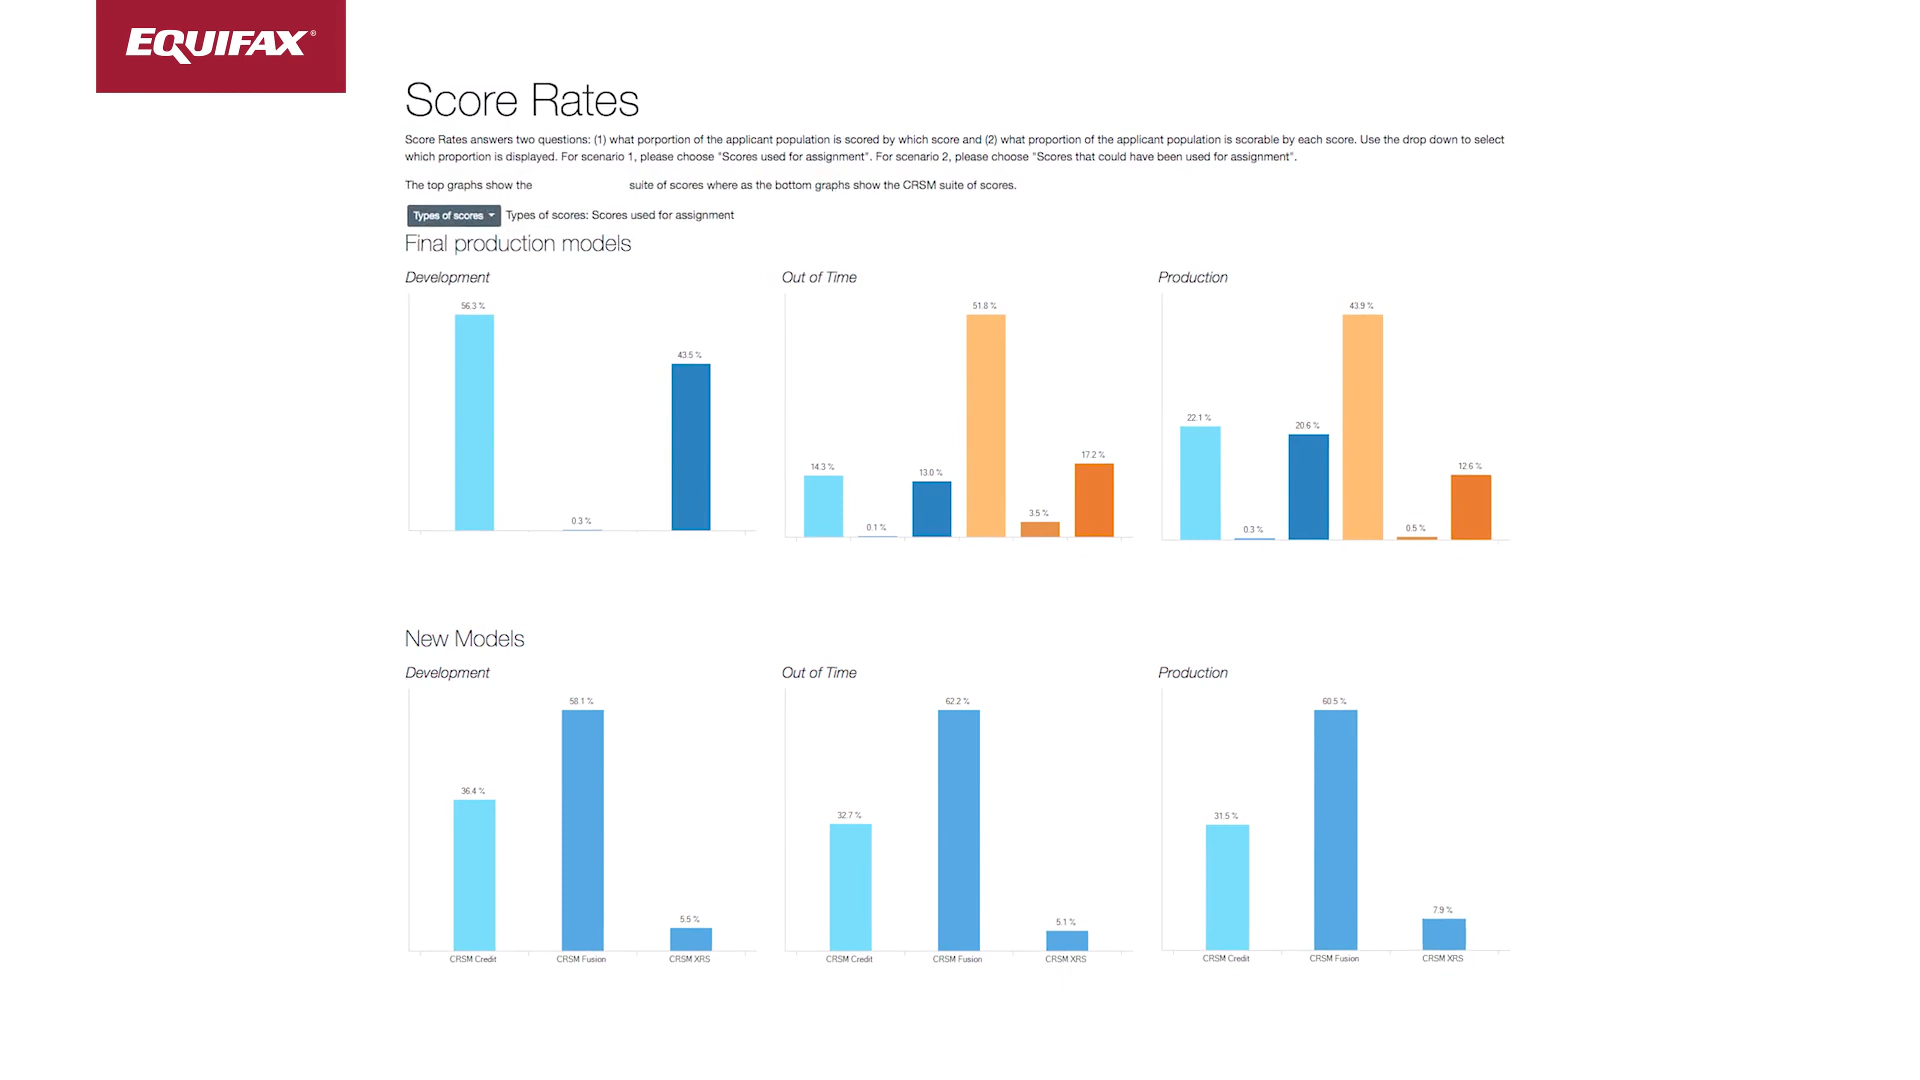 EQUIFAX®
Score Rates
Score Rates answers two questions: (1) what porportion of the applicant population is scored by which score and (2) what proportion of the applicant population is scorable by each score. Use the drop down to select
which proportion is displayed. For scenario 1, please choose "Scores used for assignment". For scenario 2, please choose "Scores that could have been used for assignment".
The top graphs show the suite of scores where as the bottom graphs show the CRSM suite of scores.
Types of scores Types of scores: Scores used for assignment
Final production models
Development
56.3 %
0.3 %
43.5 %
Out of Time
14.3 %
0.1 %
13.0 %
51.8 %
3.5 %
17.2 %
Production
22.1 %
0.3 %
20.6 %
43.9 %
0.5 %
12.6 %
New Models
Development
36.4 %
58.1 %
5.5 %
CRSM Credit
CRSM Fusion
CRSM XRS
Out of Time
32.7 %
62.2 %
5.1 %
CRSM Credit
CRSM Fusion
CRSM XRS
Production
31.5 %
60.5 %
7.9 %
CRSM Credit
CRSM Fusion
CRSM XRS